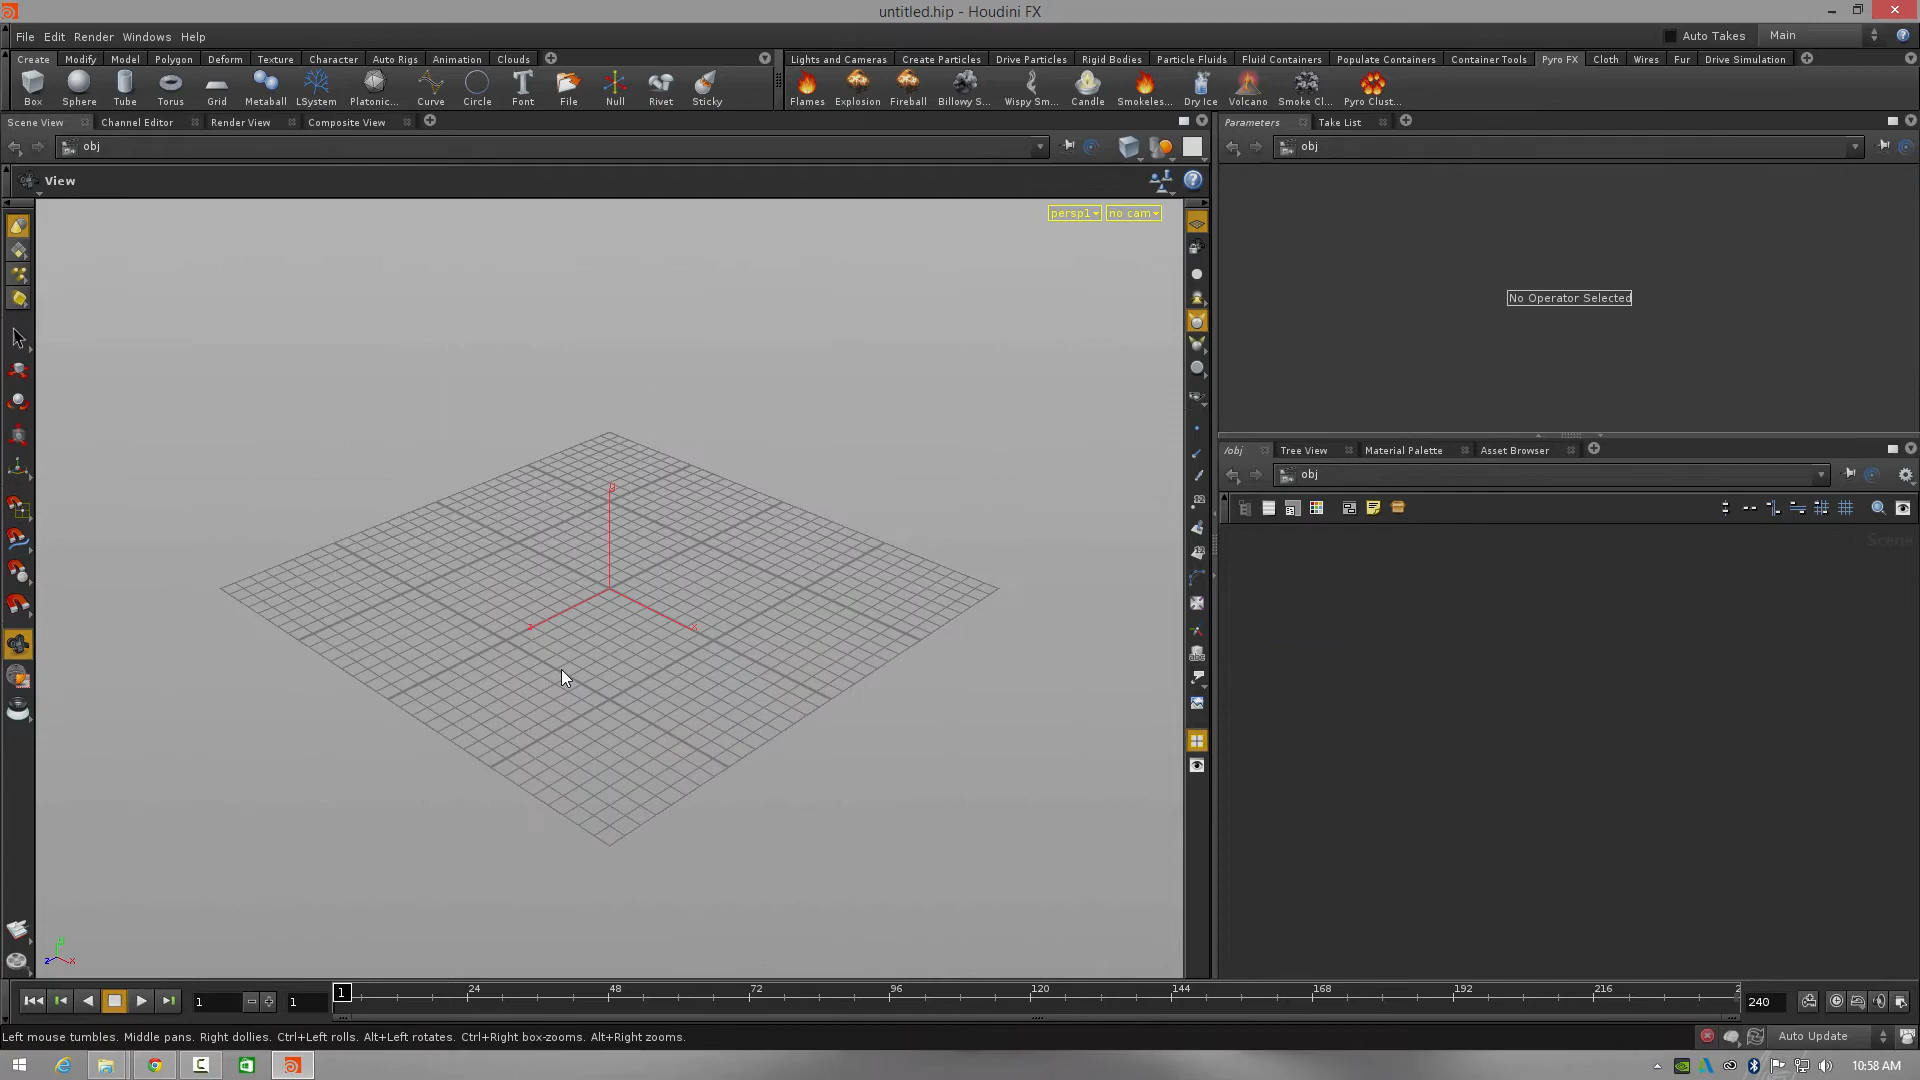 untitled.hip - Houdini FX
File Edit Render Windows Help
Auto Takes Main
Create Modify Model Polygon Deform Texture Character Auto Rigs Animation Clouds
Lights and Cameras Create Particles Drive Particles Rigid Bodies Particle Fluids Fluid Containers Populate Containers Container Tools Pyro FX Cloth Wires Fur Drive Simulation
Box Sphere Tube Torus Grid Metaball LSystem Platonic... Curve Circle Font File Null Rivet Sticky
Flames Explosion Fireball Billowy S... Wispy Sm... Candle Smokeles... Dry Ice Volcano Smoke Cl... Pyro Clust...
Scene View Channel Editor Render View Composite View
Parameters Take List
obj
obj
View
persp1 no cam
No Operator Selected
/obj Tree View Material Palette Asset Browser
obj
Scene
y
z x
y
z x
1 1 1 24 48 72 96 120 144 168 192 216 2 240
Left mouse tumbles. Middle pans. Right dollies. Ctrl+Left rolls. Alt+Left rotates. Ctrl+Right box-zooms. Alt+Right zooms.
Auto Update
10:58 AM